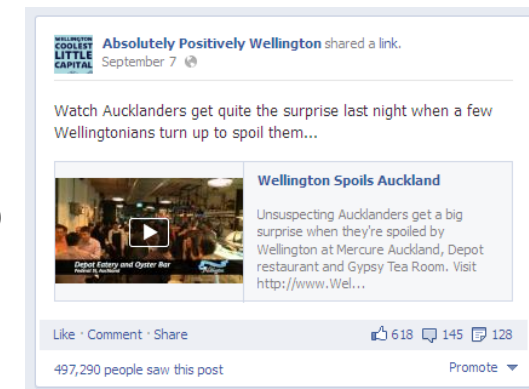 WELLINGTON
COOLEST
LITTLE
CAPITAL
Absolutely Positively Wellington shared a link.
September 7
Watch Aucklanders get quite the surprise last night when a few
Wellingtonians turn up to spoil them...
Wellington Spoils Auckland
Unsuspecting Aucklanders get a big
surprise when they're spoiled by
Wellington at Mercure Auckland, Depot
restaurant and Gypsy Tea Room. Visit
http://www.Wel...
Depot Eatery and Oyster Bar
Federal St, Auckland
Like · Comment · Share 618 145 128
497,290 people saw this post Promote